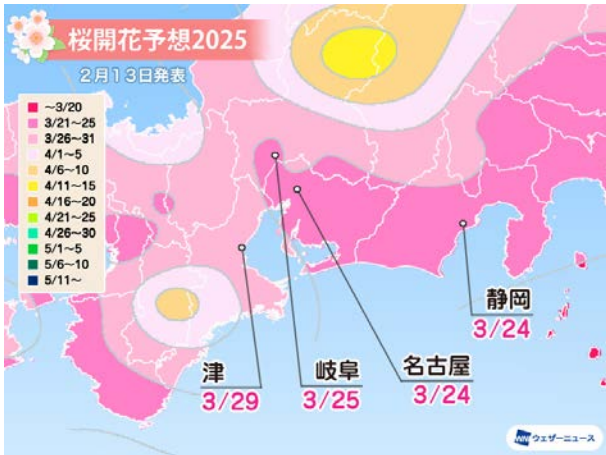 桜開花予想2025
2月13日発表
～3/20
3/21～25
3/26～31
4/1～5
4/6～10
4/11～15
4/16～20
4/21～25
4/26～30
5/1～5
5/6～10
5/11～
静岡
3/24
名古屋
3/24
岐阜
3/25
津
3/29
WN ウェザーニュース